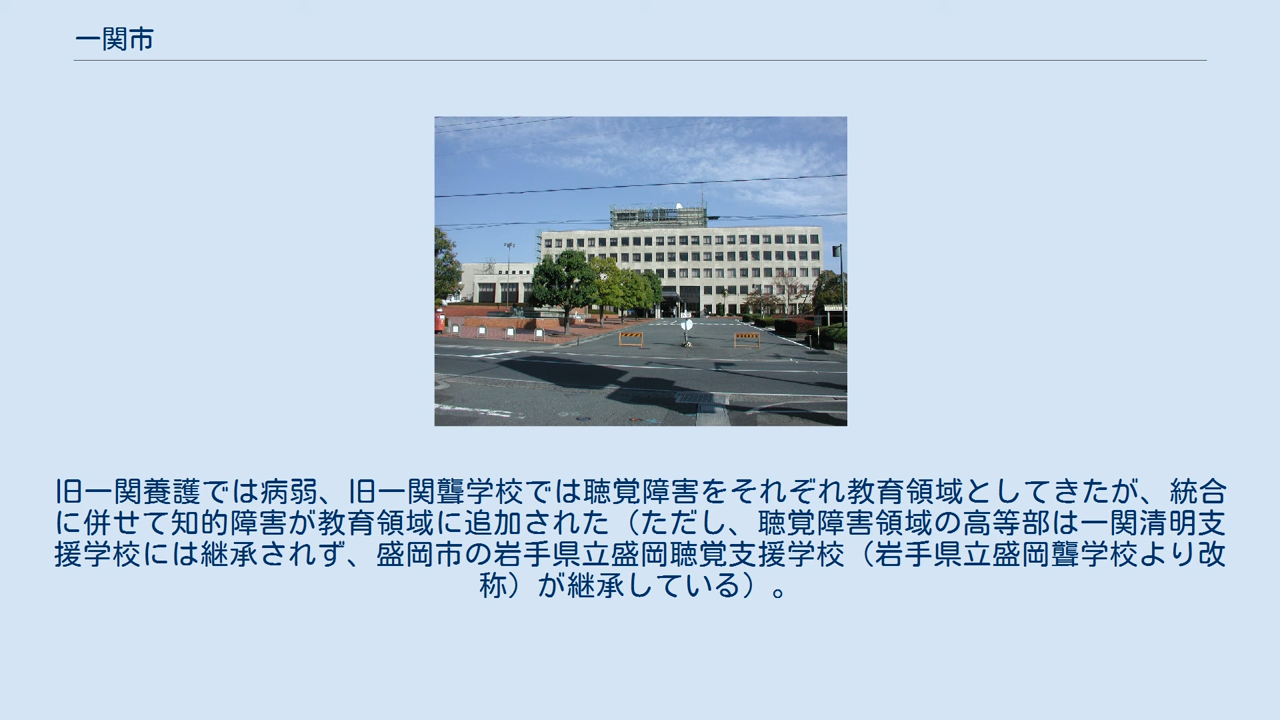 一関市
旧一関養護では病弱、旧一関聾学校では聴覚障害をそれぞれ教育領域としてきたが、統合
に併せて知的障害が教育領域に追加された（ただし、聴覚障害領域の高等部は一関清明支
援学校には継承されず、盛岡市の岩手県立盛岡聴覚支援学校（岩手県立盛岡聾学校より改
称）が継承している）。